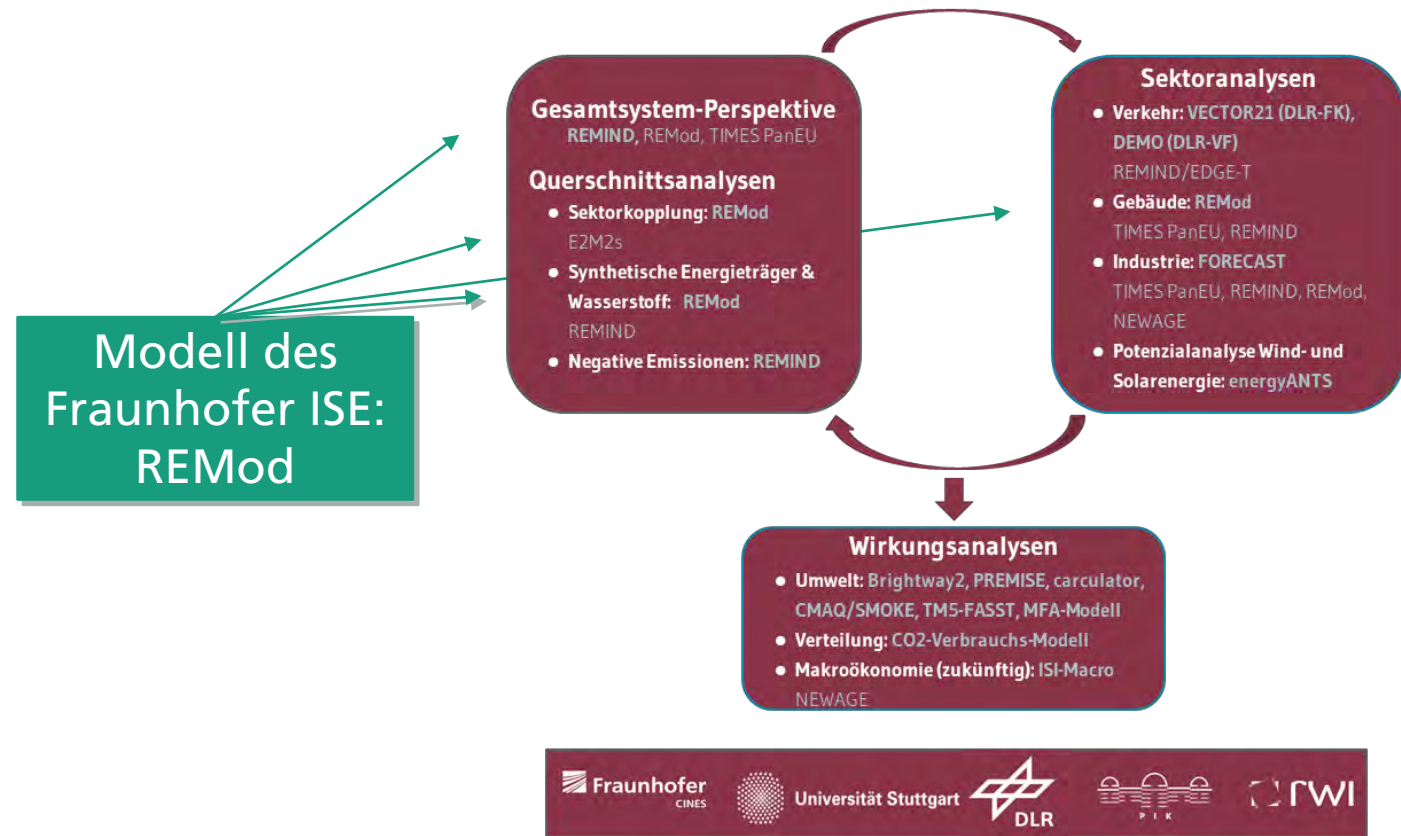 Modell des
Fraunhofer ISE:
REMod
Gesamtsystem-Perspektive
REMIND, REMod, TIMES PanEU
Querschnittsanalysen
● Sektorkopplung: REMod
E2M2s
● Synthetische Energieträger &
Wasserstoff: REMod
REMIND
● Negative Emissionen: REMIND
Sektoranalysen
● Verkehr: VECTOR21 (DLR-FK),
DEMO (DLR-VF)
REMIND/EDGE-T
● Gebäude: REMod
TIMES PanEU, REMIND
● Industrie: FORECAST
TIMES PanEU, REMIND, REMod,
NEWAGE
● Potenzialanalyse Wind- und
Solarenergie: energyANTS
Wirkungsanalysen
● Umwelt: Brightway2, PREMISE, carculator,
CMAQ/SMOKE, TM5-FASST, MFA-Modell
● Verteilung: CO2-Verbrauchs-Modell
● Makroökonomie (zukünftig): ISI-Macro
NEWAGE
Fraunhofer
CINES
Universität Stuttgart
DLR
PIK
rwi